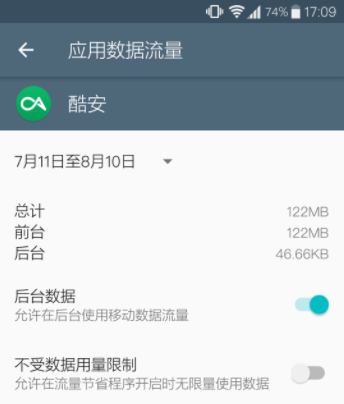 74% 17:09
应用数据流量
酷安
7月11日至8月10日
总计 122MB
前台 122MB
后台 46.66KB
后台数据
允许在后台使用移动数据流量
不受数据用量限制
允许在流量节省程序开启时无限量使用数据